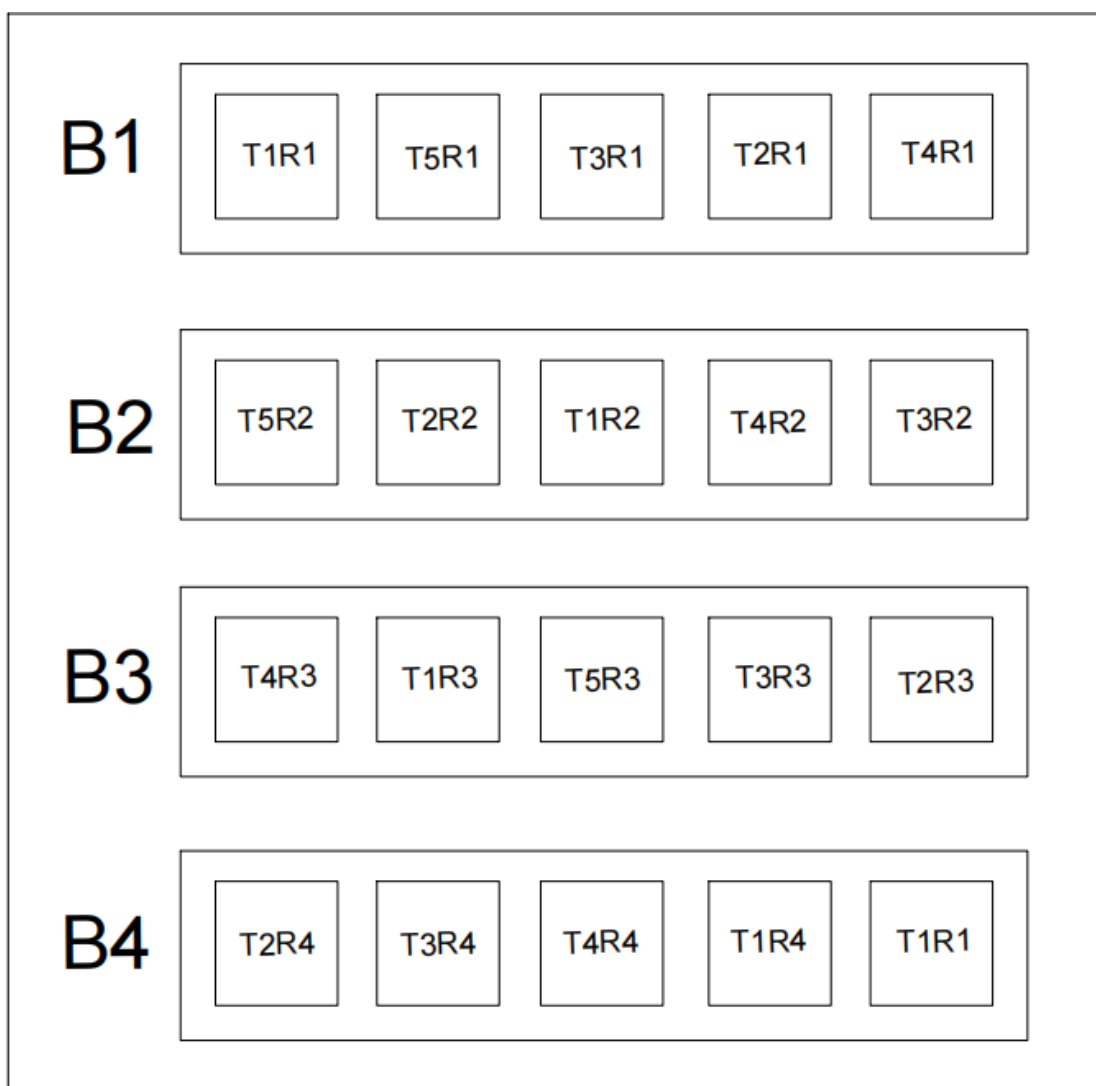 B1 T1R1 T5R1 T3R1 T2R1 T4R1
B2 T5R2 T2R2 T1R2 T4R2 T3R2
B3 T4R3 T1R3 T5R3 T3R3 T2R3
B4 T2R4 T3R4 T4R4 T1R4 T1R1